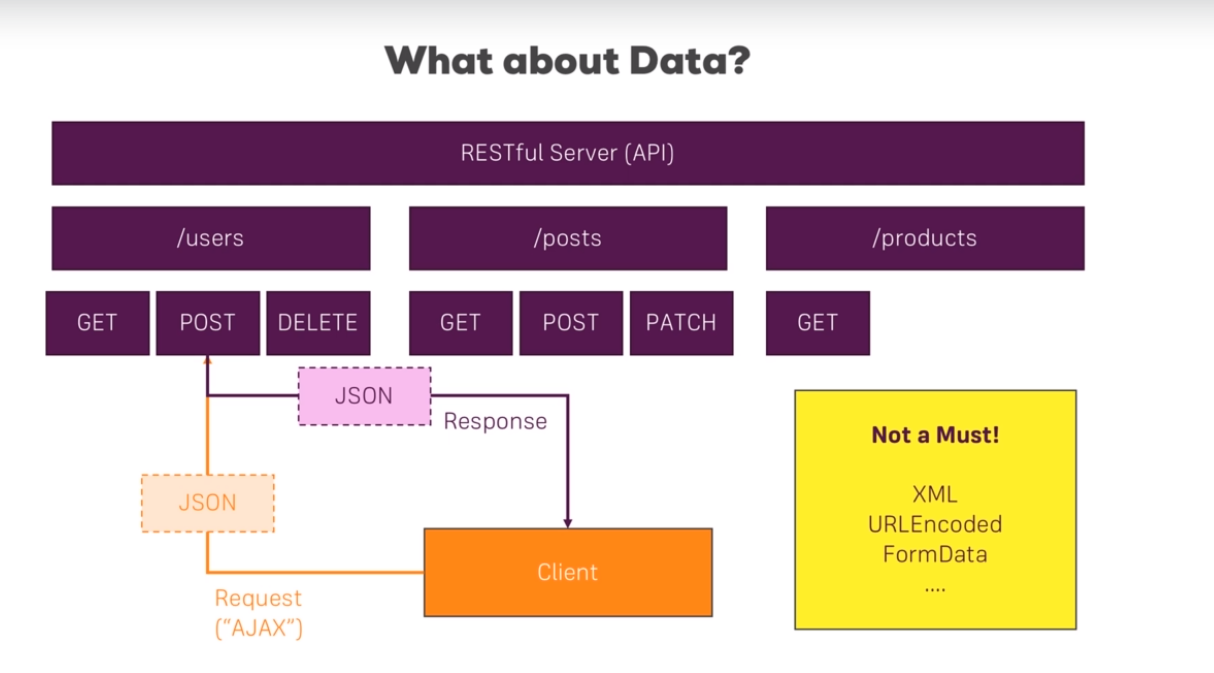 What about Data?
RESTful Server (API)
/users
/posts
/products
GET
POST
DELETE
GET
POST
PATCH
GET
JSON
Response
JSON
Client
Request
(“AJAX”)
Not a Must!
XML
URLEncoded
FormData
....